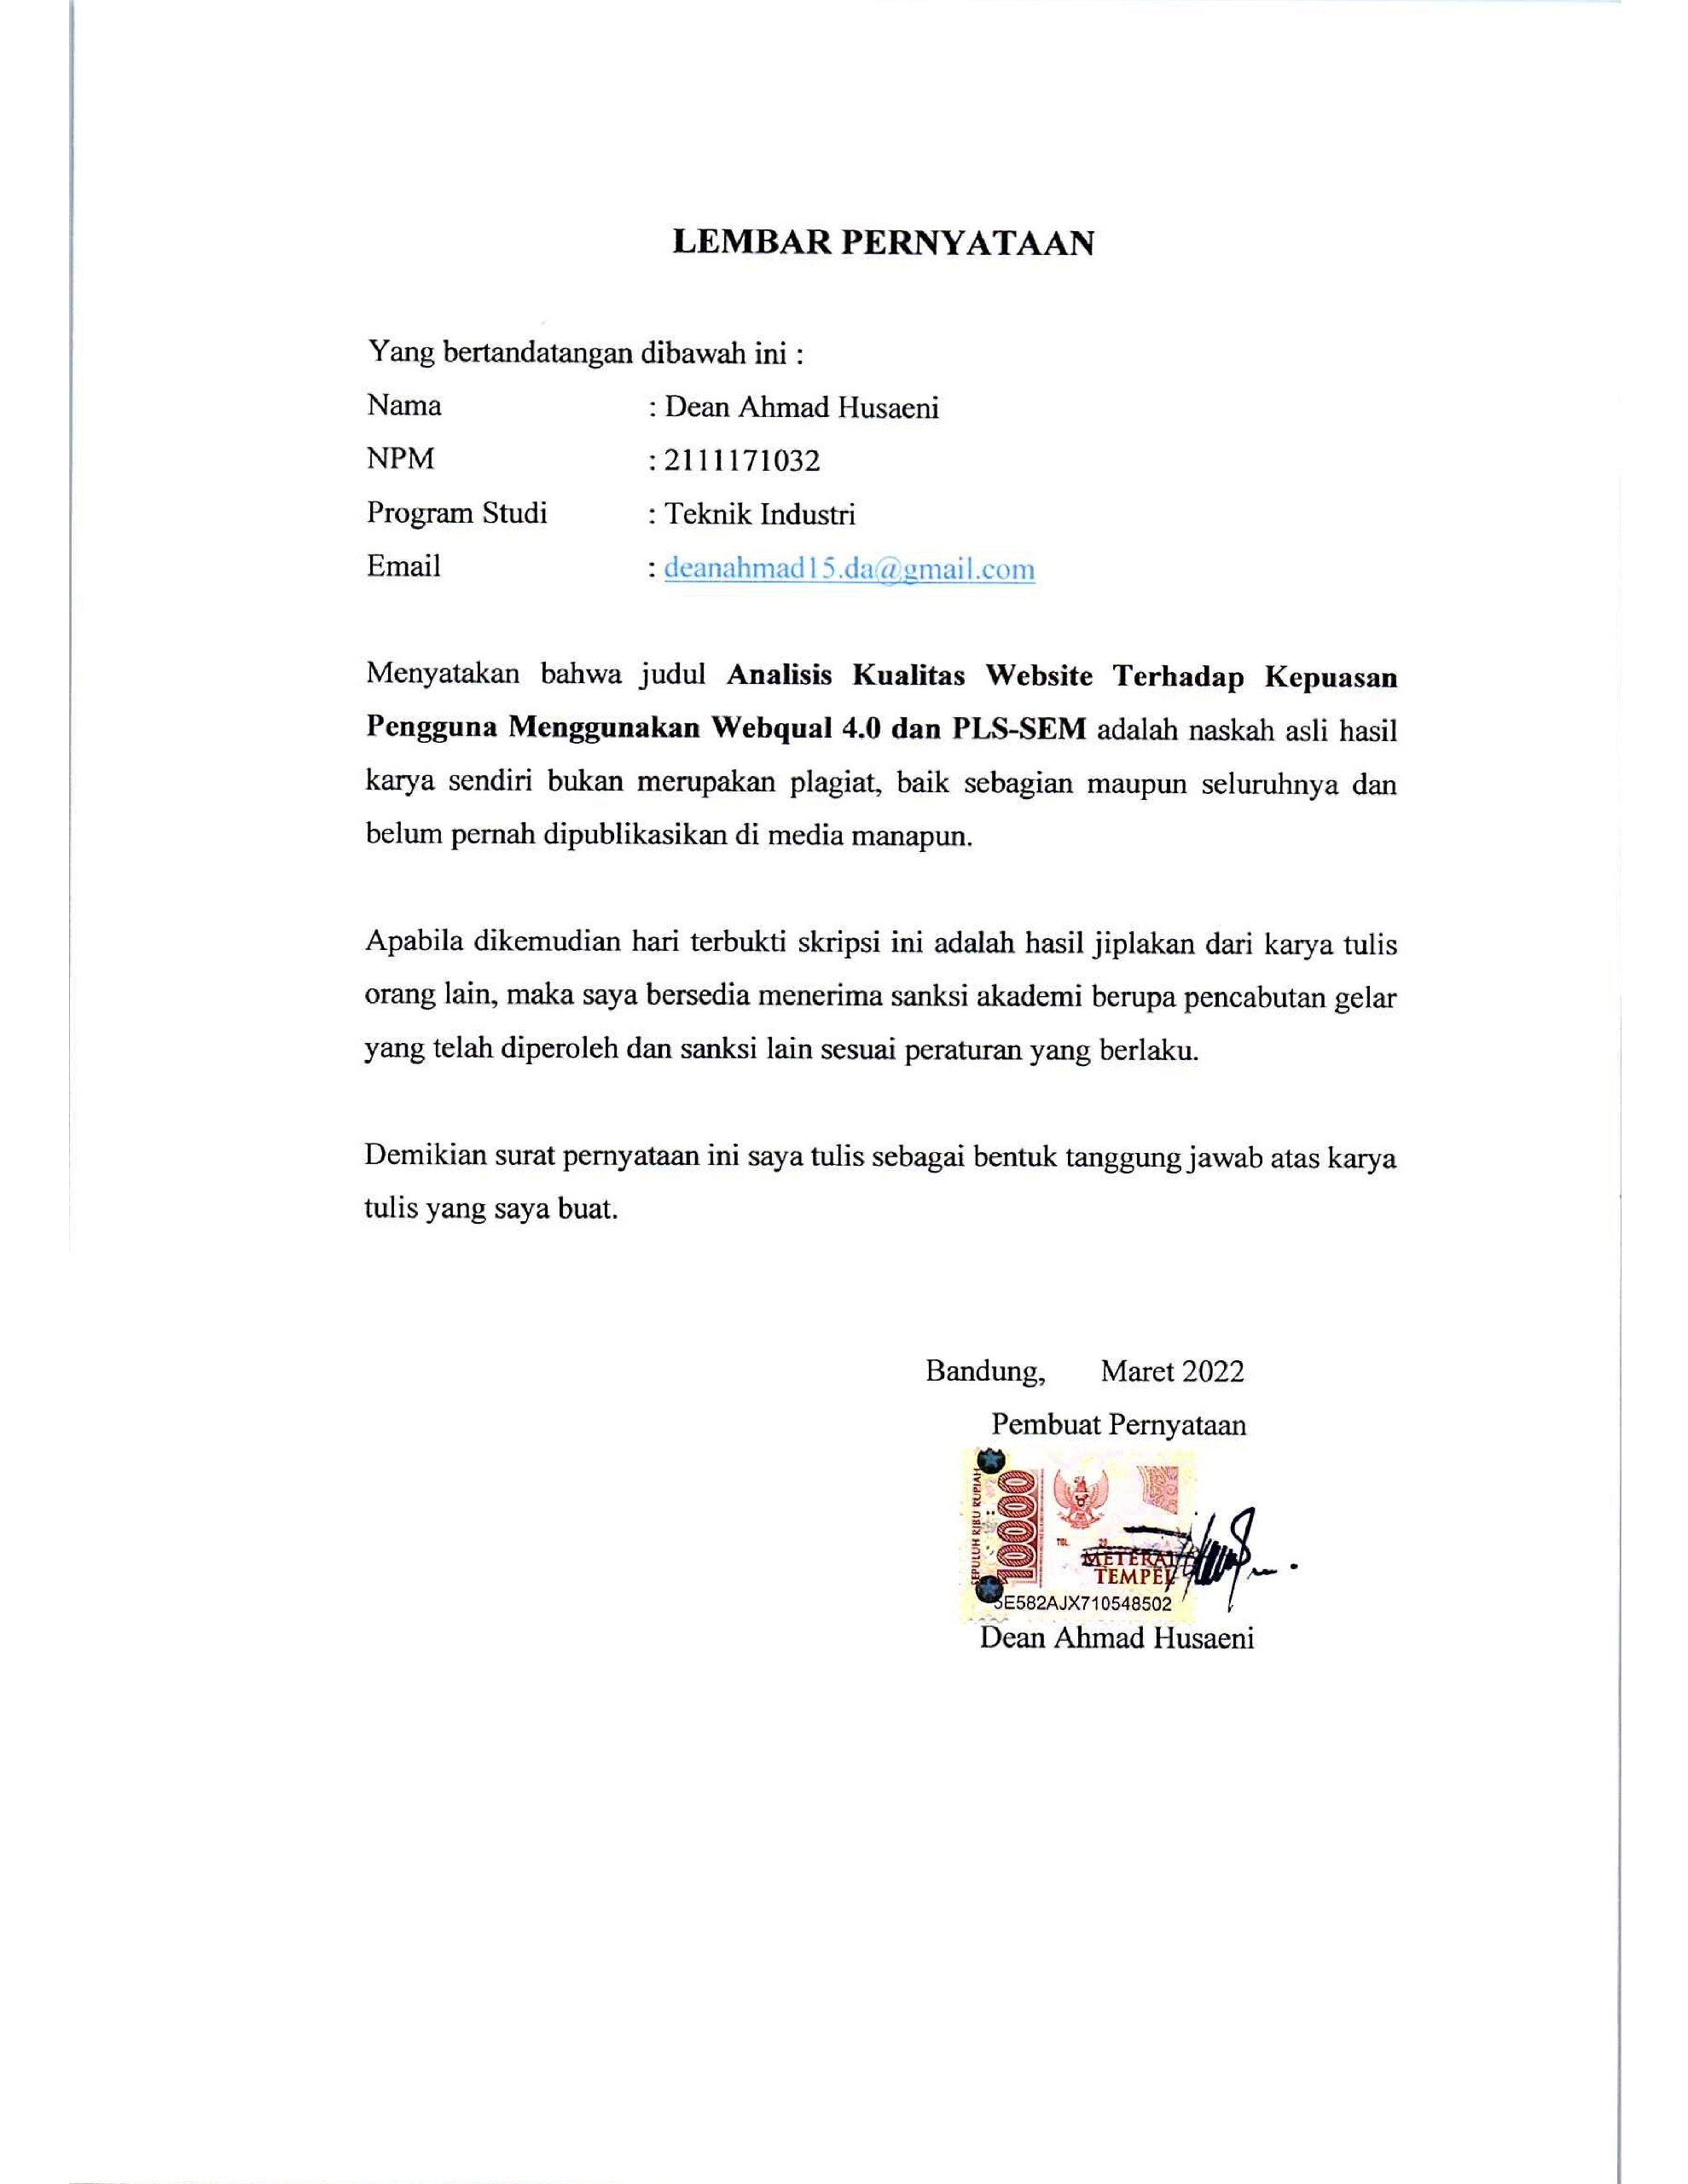 LEMBAR PERNYATAAN
Yang bertandatangan dibawah ini :
Nama : Dean Ahmad Husaeni
NPM : 2111171032
Program Studi : Teknik Industri
Email : deanahmad15.da@gmail.com
Menyatakan bahwa judul Analisis Kualitas Website Terhadap Kepuasan
Pengguna Menggunakan Webqual 4.0 dan PLS-SEM adalah naskah asli hasil
karya sendiri bukan merupakan plagiat, baik sebagian maupun seluruhnya dan
belum pernah dipublikasikan di media manapun.
Apabila dikemudian hari terbukti skripsi ini adalah hasil jiplakan dari karya tulis
orang lain, maka saya bersedia menerima sanksi akademi berupa pencabutan gelar
yang telah diperoleh dan sanksi lain sesuai peraturan yang berlaku.
Demikian surat pernyataan ini saya tulis sebagai bentuk tanggung jawab atas karya
tulis yang saya buat.
Bandung, Maret 2022
Pembuat Pernyataan
SEPULUH RIBU RUPIAH
10000
TGL. 20
METERAI
TEMPEL
5E582AJX710548502
Dean Ahmad Husaeni